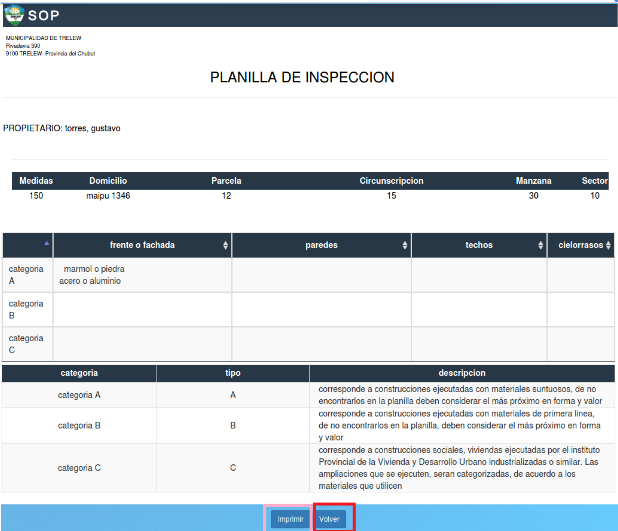 SOP
MUNICIPALIDAD DE TRELEW
Rivadavia 390
9100 TRELEW- Provincia del Chubut
PLANILLA DE INSPECCION
PROPIETARIO: torres, gustavo
Medidas Domicilio Parcela Circunscripcion Manzana Sector
150 maipu 1346 12 15 30 10
frente o fachada paredes techos cielorrasos
categoria A marmol o piedra
acero o aluminio
categoria B
categoria C
categoria tipo descripcion
categoria A A corresponde a construcciones ejecutadas con materiales suntuosos, de no
encontrarlos en la planilla deben considerar el más próximo en forma y valor
categoria B B corresponde a construcciones ejecutadas con materiales de primera linea,
de no encontrarlos en la planilla, deben considerar el más próximo en forma
y valor
categoria C C corresponde a construcciones sociales, viviendas ejecutadas por el instituto
Provincial de la Vivienda y Desarrollo Urbano industrializadas o similar. Las
ampliaciones que se ejecuten, seran categorizadas, de acuerdo a los
materiales que utilicen
Imprimir Volver